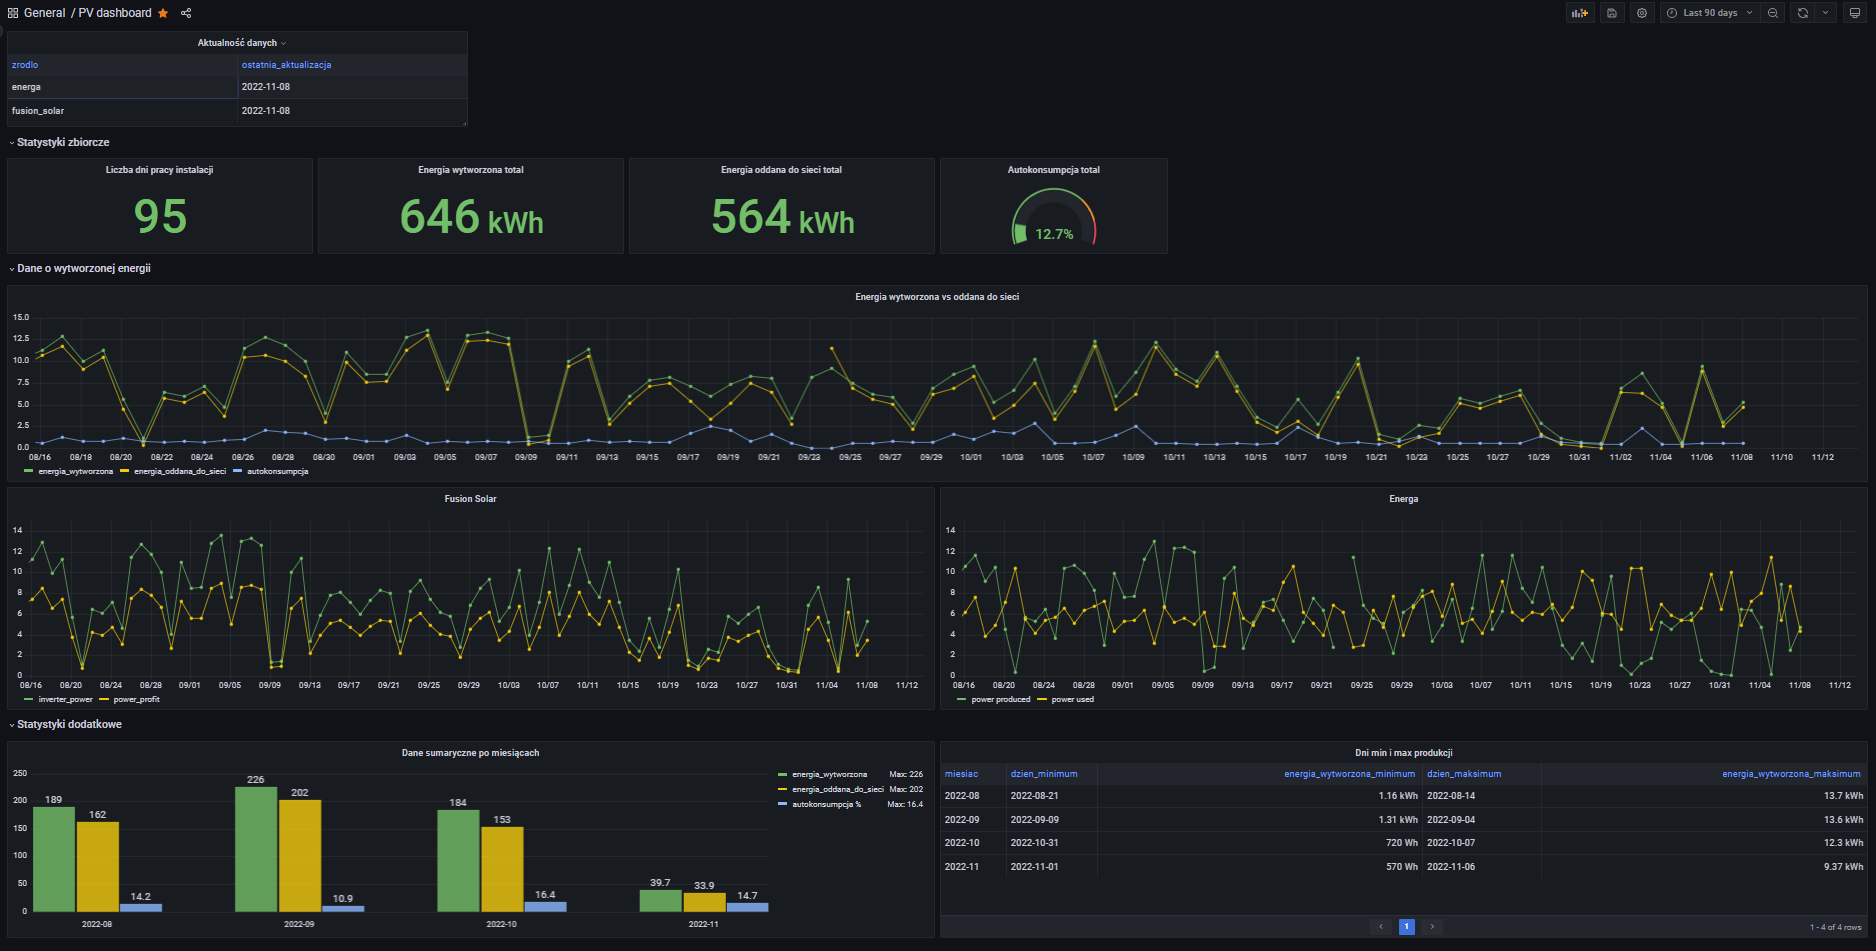 General / PV dashboard
Last 90 days
Aktualność danych
zrodlo ostatnia_aktualizacja
energa 2022-11-08
fusion_solar 2022-11-08
Statystyki zbiorcze
Liczba dni pracy instalacji
95
Energia wytworzona total
646 kWh
Energia oddana do sieci total
564 kWh
Autokonsumpcja total
12.7%
Dane o wytworzonej energii
Energia wytworzona vs oddana do sieci
15.0
12.5
10.0
7.5
5.0
2.5
0.0
08/16 08/18 08/20 08/22 08/24 08/26 08/28 08/30 09/01 09/03 09/05 09/07 09/09 09/11 09/13 09/15 09/17 09/19 09/21 09/23 09/25 09/27 09/29 10/01 10/03 10/05 10/07 10/09 10/11 10/13 10/15 10/17 10/19 10/21 10/23 10/25 10/27 10/29 10/31 11/02 11/04 11/06 11/08 11/10 11/12
energia_wytworzona energia_oddana_do_sieci autokonsumpcja
Fusion Solar
14
12
10
8
6
4
2
0
08/16 08/20 08/24 08/28 09/01 09/05 09/09 09/13 09/17 09/21 09/25 09/29 10/03 10/07 10/11 10/15 10/19 10/23 10/27 10/31 11/04 11/08 11/12
inverter_power power_profit
Energa
14
12
10
8
6
4
2
0
08/16 08/20 08/24 08/28 09/01 09/05 09/09 09/13 09/17 09/21 09/25 09/29 10/03 10/07 10/11 10/15 10/19 10/23 10/27 10/31 11/04 11/08 11/12
power produced power used
Statystyki dodatkowe
Dane sumaryczne po miesiącach
250
200
150
100
50
0
189 162 14.2
226 202 10.9
184 153 16.4
39.7 33.9 14.7
2022-08 2022-09 2022-10 2022-11
energia_wytworzona Max: 226
energia_oddana_do_sieci Max: 202
autokonsumpcja % Max: 16.4
Dni min i max produkcji
miesiac dzien_minimum energia_wytworzona_minimum dzien_maksimum energia_wytworzona_maksimum
2022-08 2022-08-21 1.16 kWh 2022-08-14 13.7 kWh
2022-09 2022-09-09 1.31 kWh 2022-09-04 13.6 kWh
2022-10 2022-10-31 720 Wh 2022-10-07 12.3 kWh
2022-11 2022-11-01 570 Wh 2022-11-06 9.37 kWh
1
1 - 4 of 4 rows